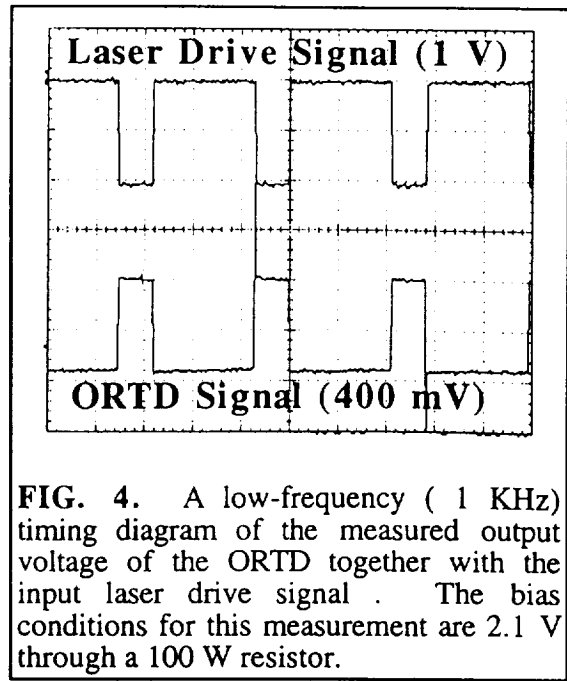 Laser Drive Signal (1 V)
ORTD Signal (400 mV)
FIG. 4. A low-frequency ( 1 KHz)
timing diagram of the measured output
voltage of the ORTD together with the
input laser drive signal . The bias
conditions for this measurement are 2.1 V
through a 100 W resistor.